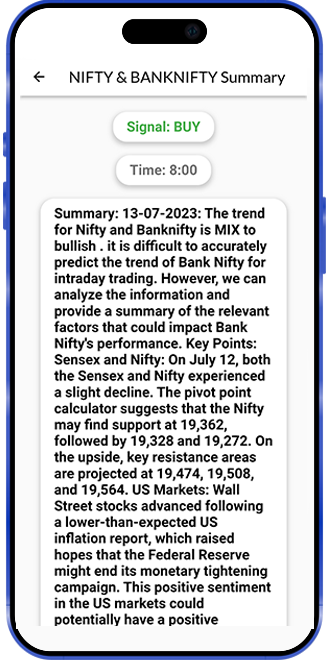 ← NIFTY & BANKNIFTY Summary
Signal: BUY
Time: 8:00
Summary: 13-07-2023: The trend
for Nifty and Banknifty is MIX to
bullish . it is difficult to accurately
predict the trend of Bank Nifty for
intraday trading. However, we can
analyze the information and
provide a summary of the relevant
factors that could impact Bank
Nifty's performance. Key Points:
Sensex and Nifty: On July 12, both
the Sensex and Nifty experienced
a slight decline. The pivot point
calculator suggests that the Nifty
may find support at 19,362,
followed by 19,328 and 19,272. On
the upside, key resistance areas
are projected at 19,474, 19,508,
and 19,564. US Markets: Wall
Street stocks advanced following
a lower-than-expected US
inflation report, which raised
hopes that the Federal Reserve
might end its monetary tightening
campaign. This positive sentiment
in the US markets could
potentially have a positive